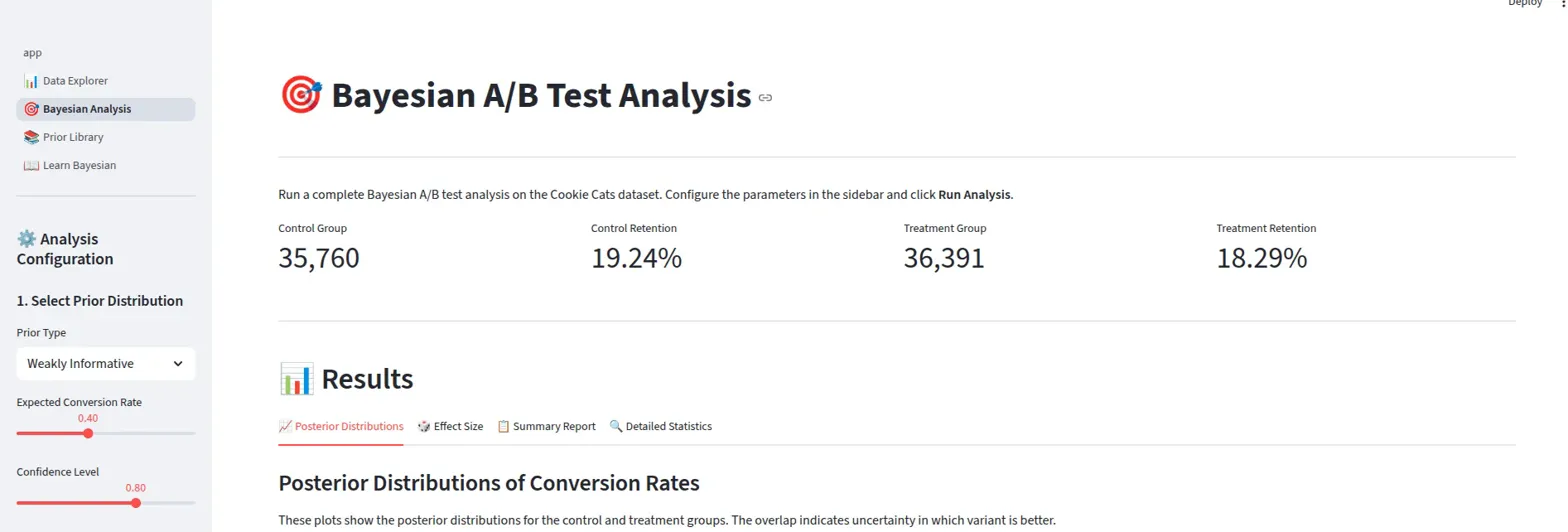 Deploy
app
Data Explorer
Bayesian Analysis
Prior Library
Learn Bayesian
Analysis
Configuration
1. Select Prior Distribution
Prior Type
Weakly Informative
Expected Conversion Rate
0.40
Confidence Level
0.80
Bayesian A/B Test Analysis
Run a complete Bayesian A/B test analysis on the Cookie Cats dataset. Configure the parameters in the sidebar and click Run Analysis.
Control Group
35,760
Control Retention
19.24%
Treatment Group
36,391
Treatment Retention
18.29%
Results
Posterior Distributions
Effect Size
Summary Report
Detailed Statistics
Posterior Distributions of Conversion Rates
These plots show the posterior distributions for the control and treatment groups. The overlap indicates uncertainty in which variant is better.